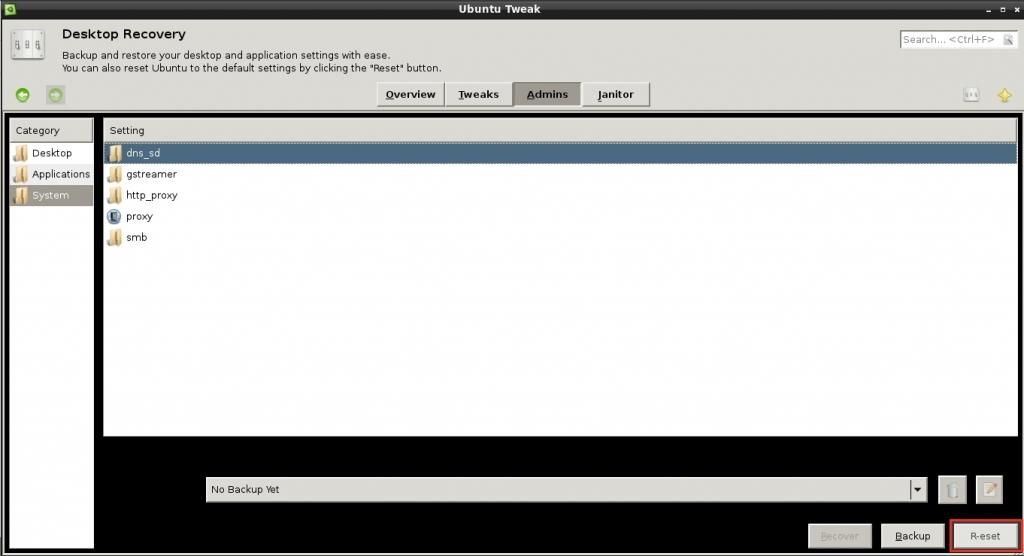 Ubuntu Tweak
Desktop Recovery
Backup and restore your desktop and application settings with ease.
You can also reset Ubuntu to the default settings by clicking the "Reset" button.
Search... <Ctrl+F>
Overview Tweaks Admins Janitor
Category Setting
Desktop dns_sd
Applications gstreamer
System http_proxy
proxy
smb
No Backup Yet
Recover Backup R-eset